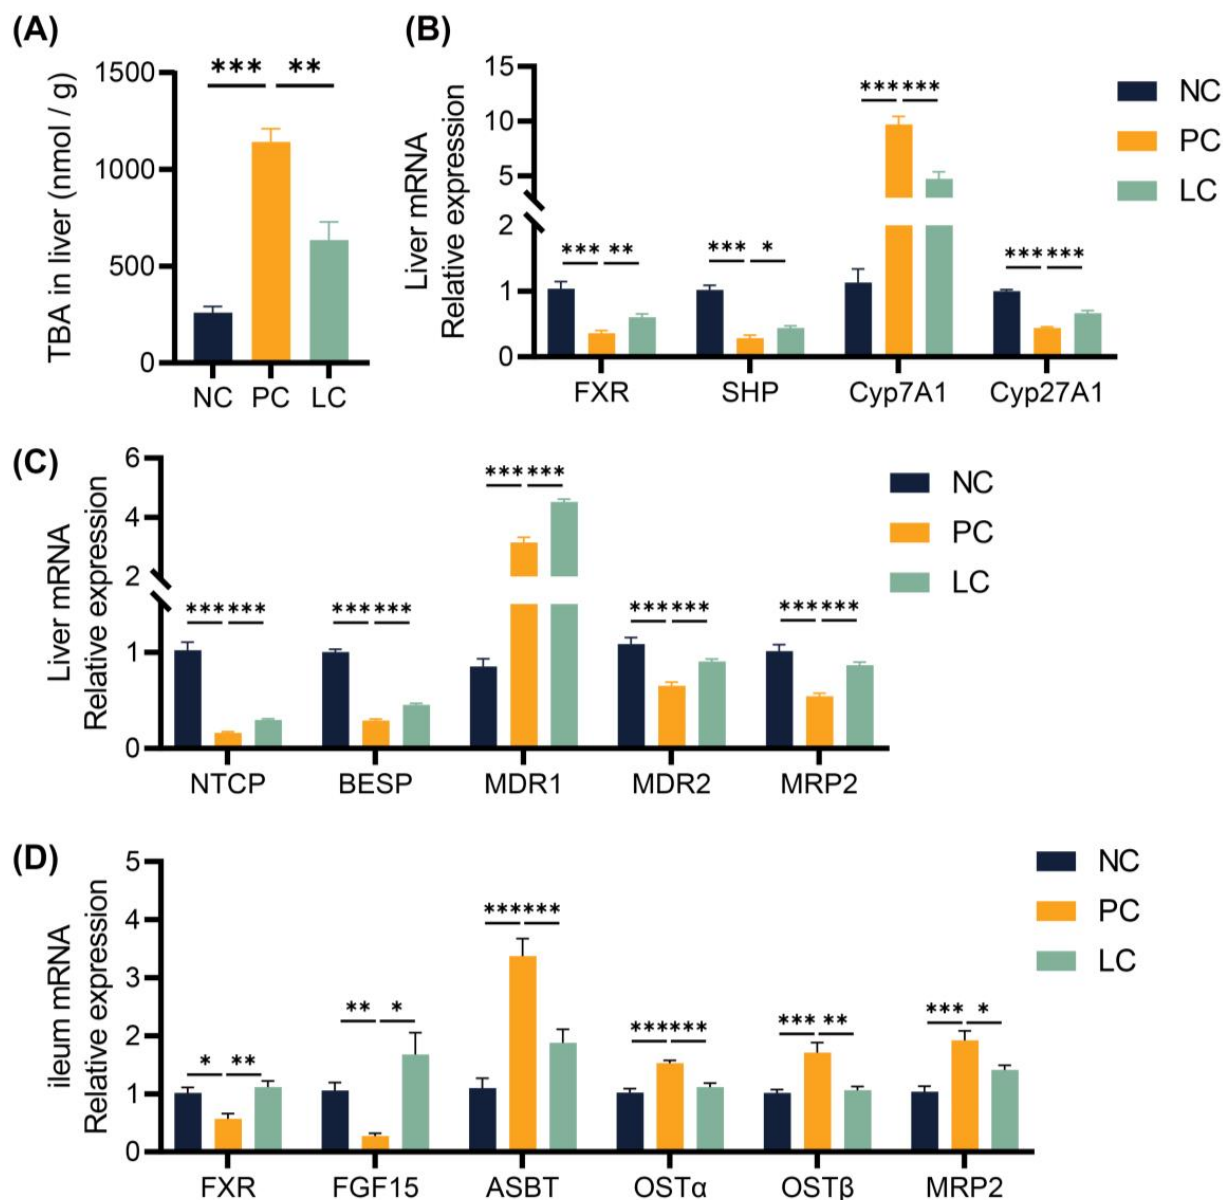 (A)
TBA in liver (nmol / g)
1500
1000
500
0
*** **
NC PC LC
(B)
Liver mRNA
Relative expression
15
10
5
2
1
0
*** **
*** *
*** ***
*** ***
FXR SHP Cyp7A1 Cyp27A1
NC
PC
LC
(C)
Liver mRNA
Relative expression
6
4
2
1
0
*** ***
*** ***
*** ***
*** ***
*** ***
NTCP BESP MDR1 MDR2 MRP2
NC
PC
LC
(D)
ileum mRNA
Relative expression
5
4
3
2
1
0
* **
** *
*** ***
*** ***
*** **
*** *
FXR FGF15 ASBT OSTα OSTβ MRP2
NC
PC
LC